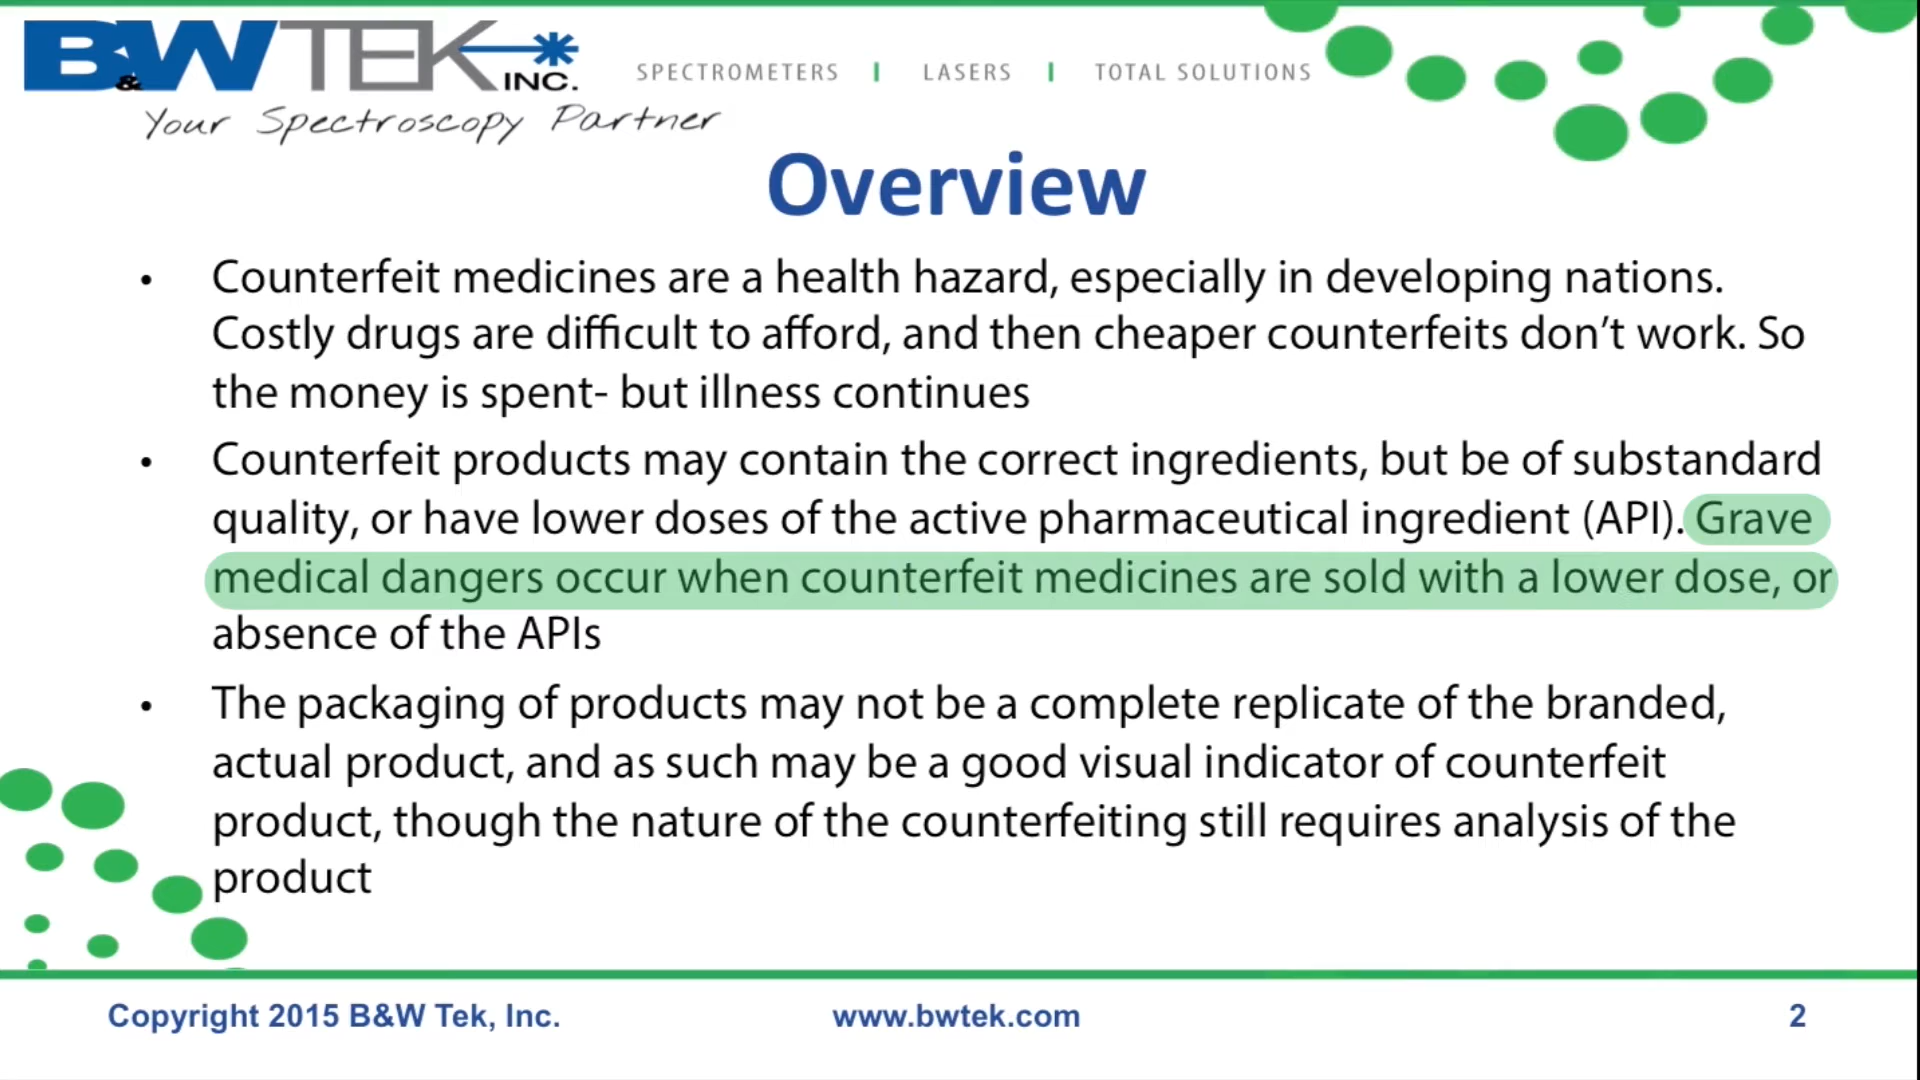 B&WTEK INC.
SPECTROMETERS | LASERS | TOTAL SOLUTIONS
Your Spectroscopy Partner
Overview
• Counterfeit medicines are a health hazard, especially in developing nations.
Costly drugs are difficult to afford, and then cheaper counterfeits don’t work. So
the money is spent- but illness continues
• Counterfeit products may contain the correct ingredients, but be of substandard
quality, or have lower doses of the active pharmaceutical ingredient (API). Grave
medical dangers occur when counterfeit medicines are sold with a lower dose, or
absence of the APIs
• The packaging of products may not be a complete replicate of the branded,
actual product, and as such may be a good visual indicator of counterfeit
product, though the nature of the counterfeiting still requires analysis of the
product
Copyright 2015 B&W Tek, Inc. www.bwtek.com 2